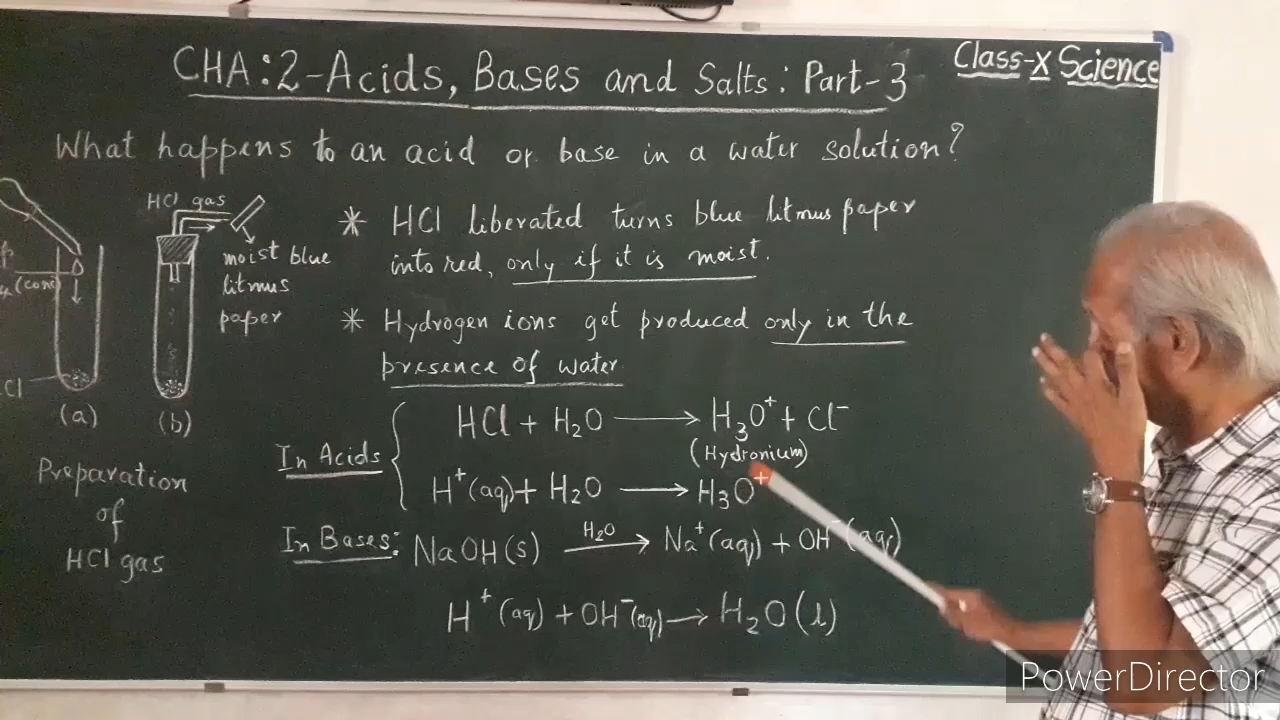 CHA:2-Acids, Bases and Salts: Part-3
Class-X Science
What happens to an acid or base in a water solution?
HCl gas
moist blue
litmus
paper
(conc)
(a)
(b)
Preparation
of
HCl gas
* HCl liberated turns blue litmus paper
into red, only if it is moist.
* Hydrogen ions get produced only in the
presence of water
In Acids
HCl + H₂O ⟶ H₃O⁺ + Cl⁻
(Hydronium)
H⁺(aq) + H₂O ⟶ H₃O⁺
In Bases: NaOH(s) H₂O ⟶ Na⁺(aq) + OH⁻(aq)
H⁺(aq) + OH⁻(aq) ⟶ H₂O(l)
PowerDirector